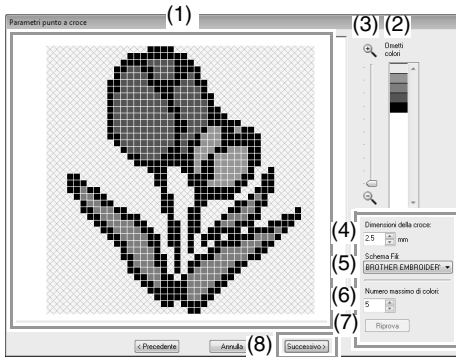 (1)
Parametri punto a croce
(3) (2)
Ometti
colori
(4)
Dimensioni della croce:
2.5 mm
(5)
Schema Fili:
BROTHER EMBROIDERY
(6)
Numero massimo di colori:
5
(7)
Riprova
< Precedente
Annulla
(8)
Successivo >